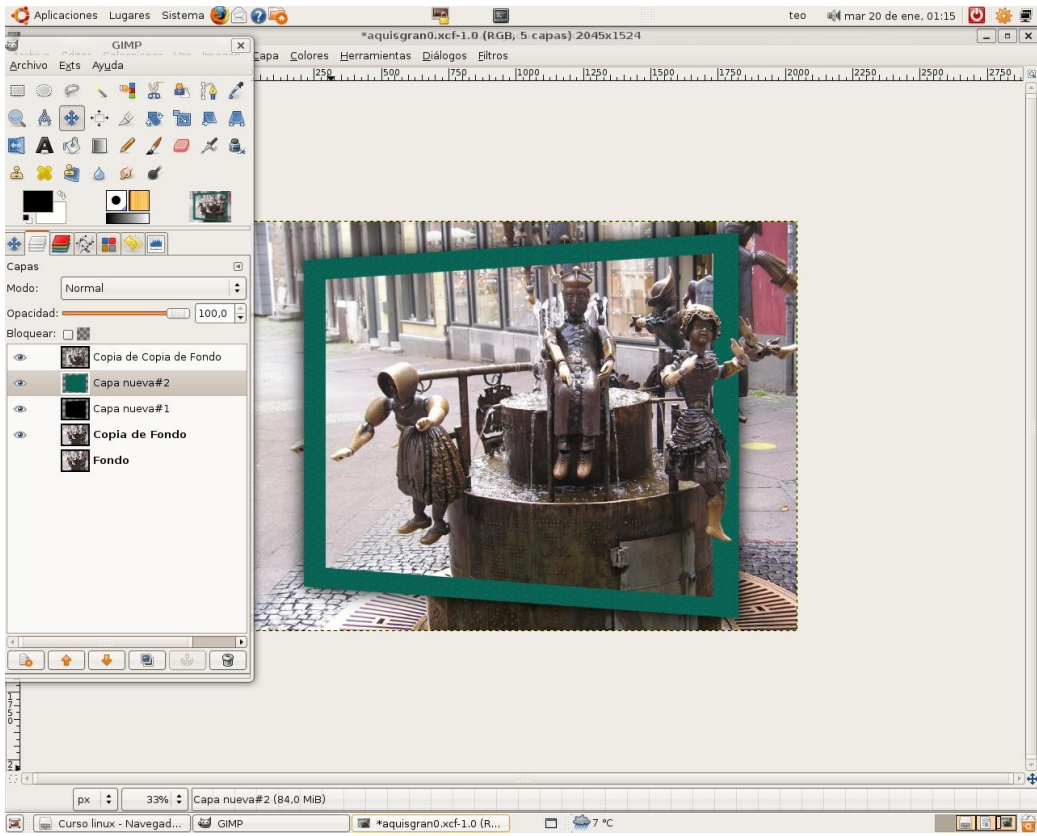 Aplicaciones Lugares Sistema teo mar 20 de ene, 01:15
*aquisgran0.xcf-1.0 (RGB, 5 capas) 2045x1524
GIMP
Capa Colores Herramientas Diálogos Filtros
Archivo Exts Ayuda
250 500 750 1000 1250 1500 1750 2000 2250 2500 2750
Capas
Modo: Normal
Opacidad: 100,0
Bloquear:
Copia de Copia de Fondo
Capa nueva#2
Capa nueva#1
Copia de Fondo
Fondo
1750
2
px 33% Capa nueva#2 (84,0 MiB)
Curso linux - Navegad... GIMP *aquisgran0.xcf-1.0 (R... 7 °C